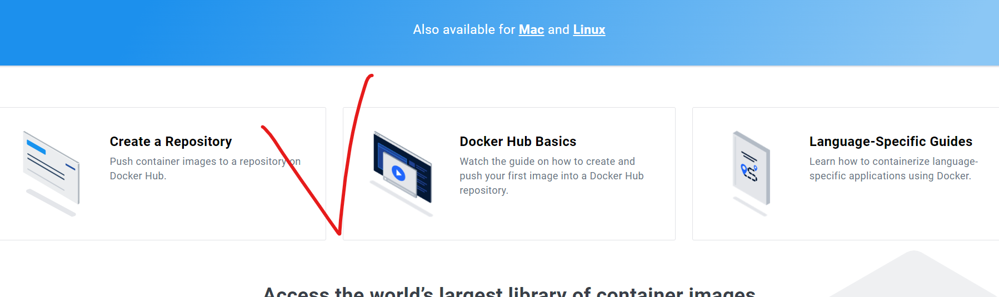 Also available for Mac and Linux
Create a Repository
Push container images to a repository on
Docker Hub.
Docker Hub Basics
Watch the guide on how to create and
push your first image into a Docker Hub
repository.
Language-Specific Guides
Learn how to containerize language-
specific applications using Docker.
Access the world’s largest library of container images